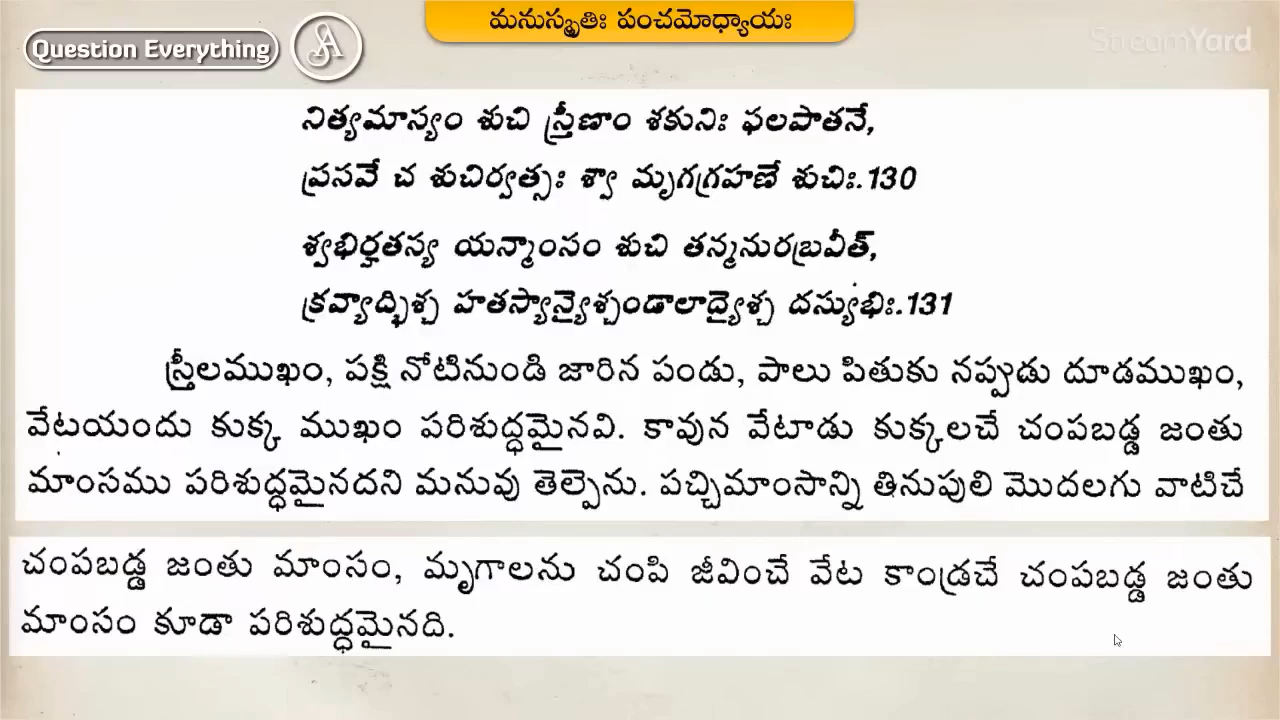 మనుస్మృతిః పంచమోధ్యాయః
Question Everything
StreamYard
నిత్యమాస్యం శుచి స్త్రీణాం శకునిః ఫలపాతనే,
ప్రసవే చ శుచిర్వత్సః శ్వా మృగగ్రహణే శుచిః.130
శ్వభిర్హతస్య యన్మాంసం శుచి తన్మనురబ్రవీత్,
క్రవ్యాద్భిశ్చ హతస్యాన్యైశ్చండాలాద్యైశ్చ దస్యుభిః.131
స్త్రీలముఖం, పక్షి నోటినుండి జారిన పండు, పాలు పితుకు నప్పుడు దూడముఖం,
వేటయందు కుక్క ముఖం పరిశుద్ధమైనవి. కావున వేటాడు కుక్కలచే చంపబడ్డ జంతు
మాంసము పరిశుద్ధమైనదని మనువు తెల్పెను. పచ్చిమాంసాన్ని తినుపులి మొదలగు వాటిచే
చంపబడ్డ జంతు మాంసం, మృగాలను చంపి జీవించే వేట కాండ్రచే చంపబడ్డ జంతు
మాంసం కూడా పరిశుద్ధమైనది.